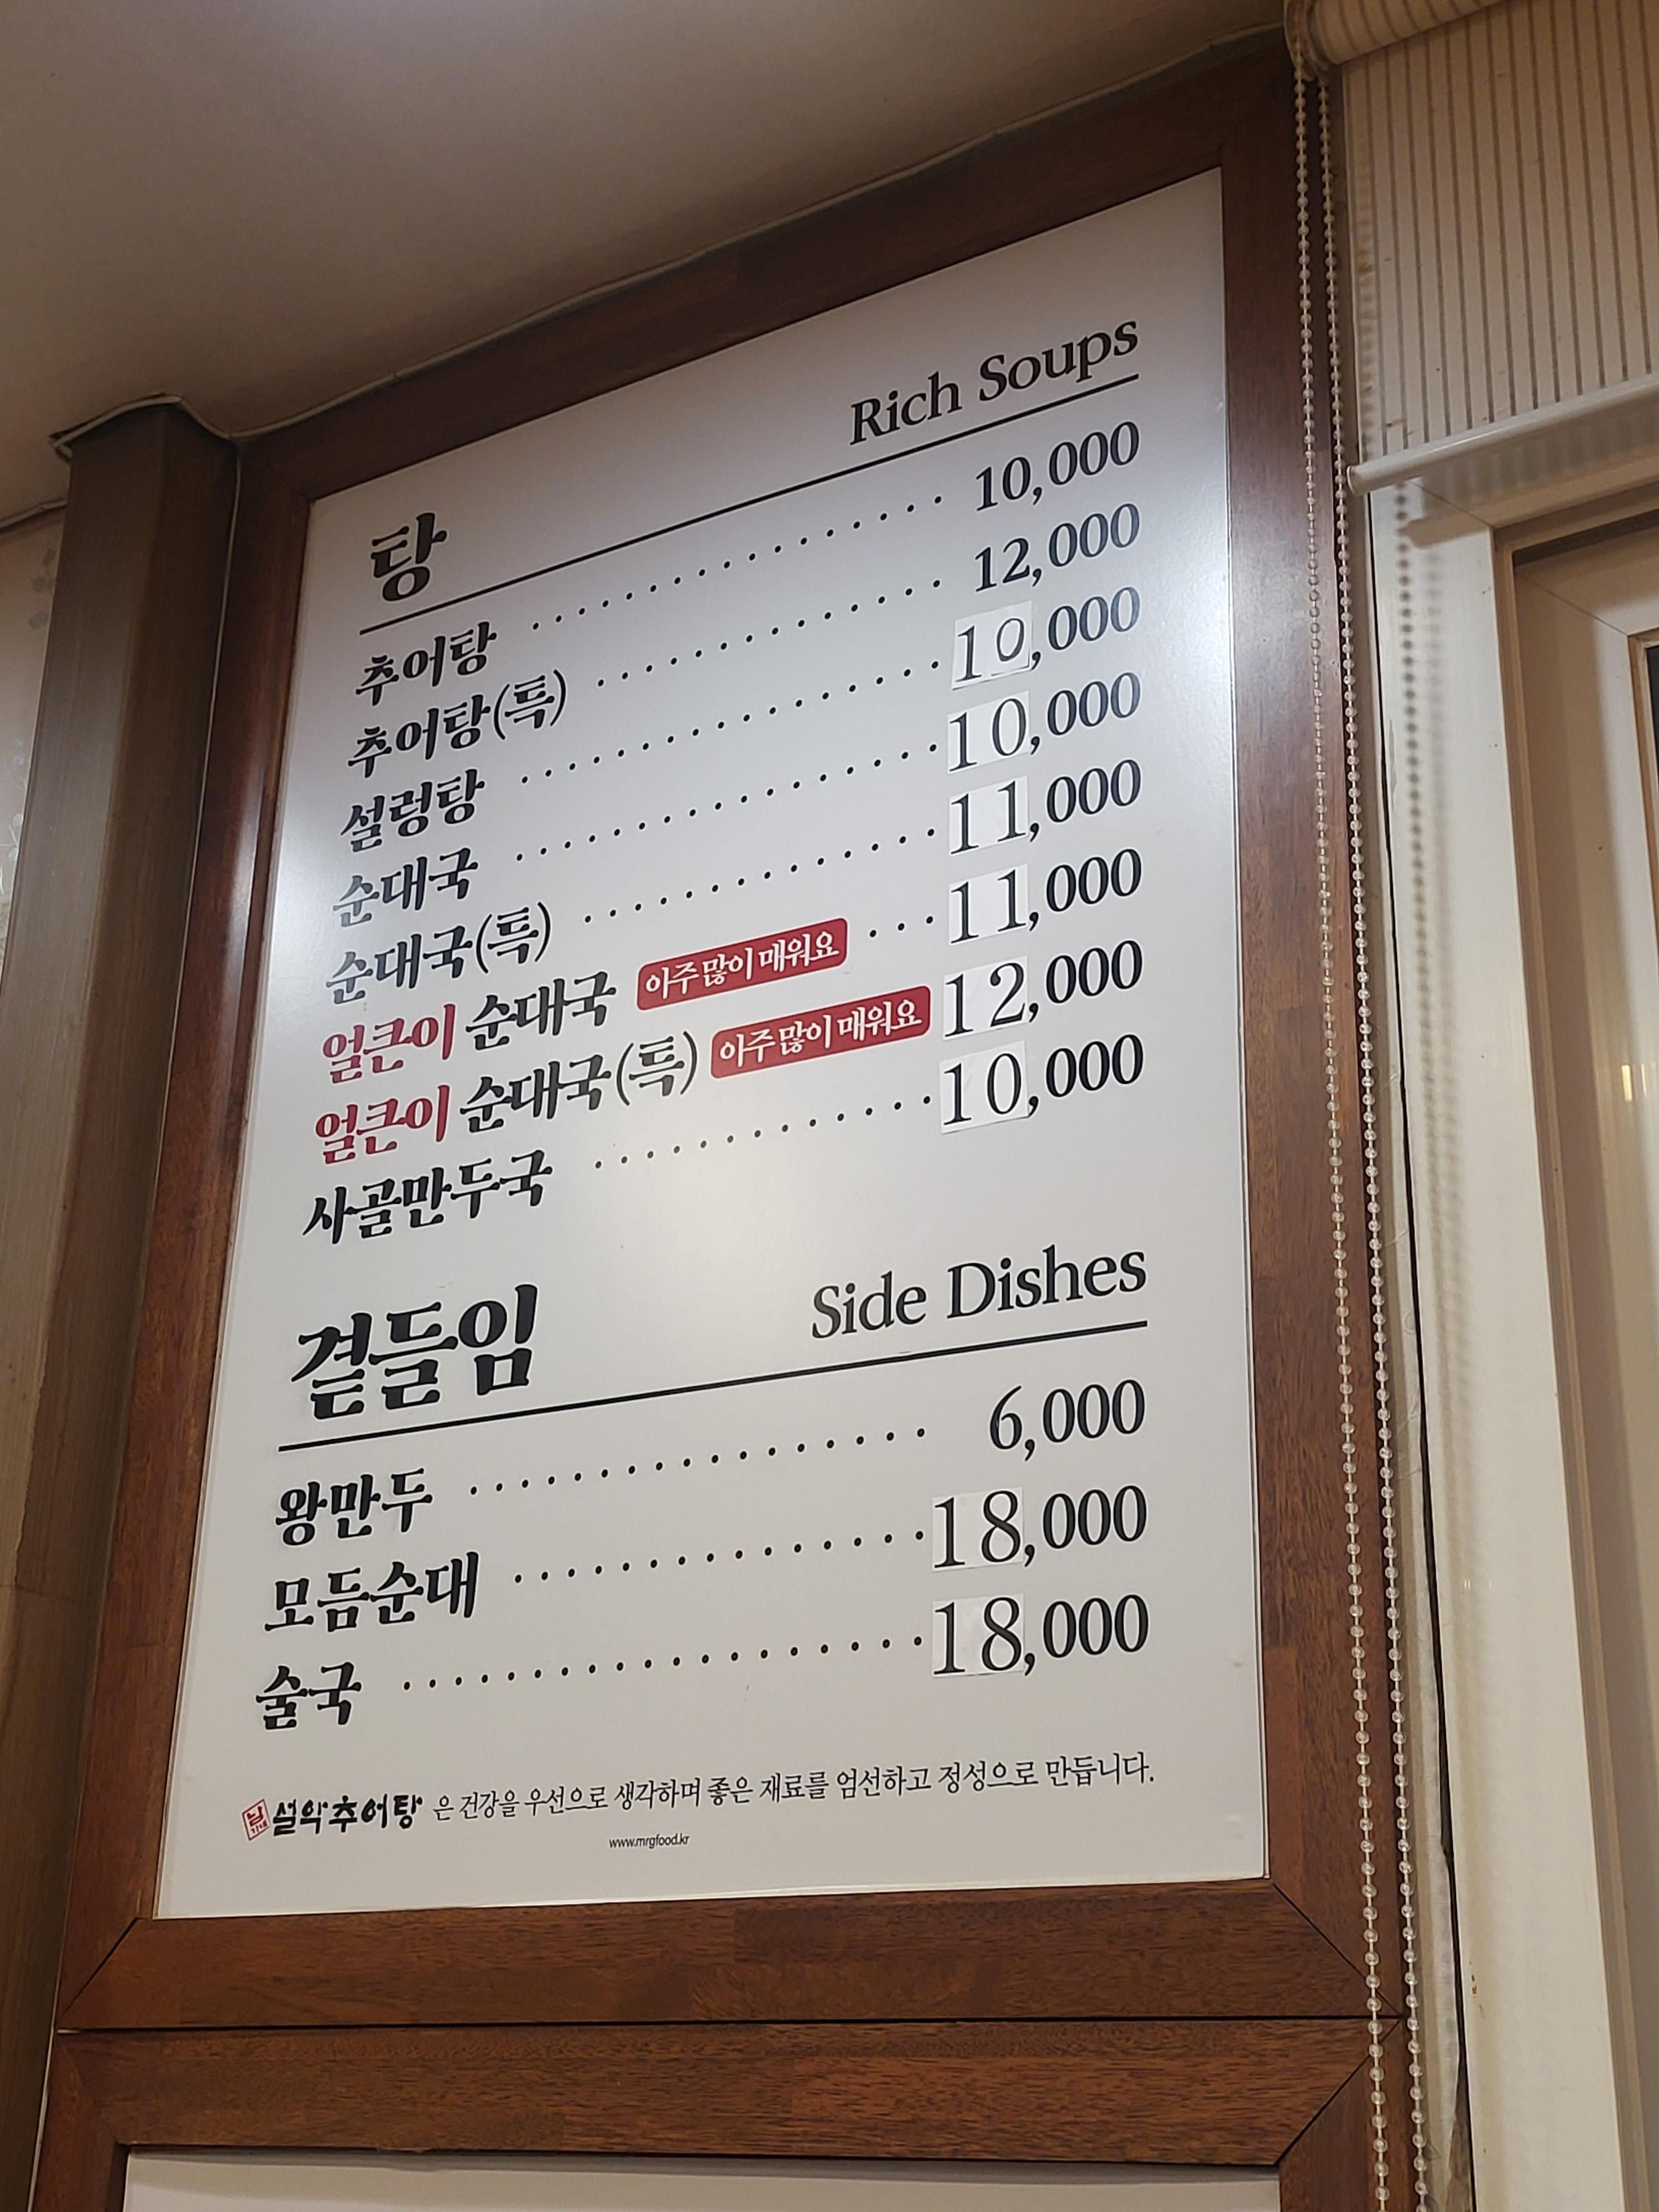 탕 Rich Soups
추어탕 10,000
추어탕(특) 12,000
설렁탕 10,000
순대국 10,000
순대국(특) 11,000
얼큰이 순대국 아주 많이 매워요 11,000
얼큰이 순대국(특) 아주 많이 매워요 12,000
사골만두국 10,000
곁들임 Side Dishes
왕만두 6,000
모듬순대 18,000
술국 18,000
설악추어탕 은 건강을 우선으로 생각하며 좋은 재료를 엄선하고 정성으로 만듭니다.
www.mrgfood.kr